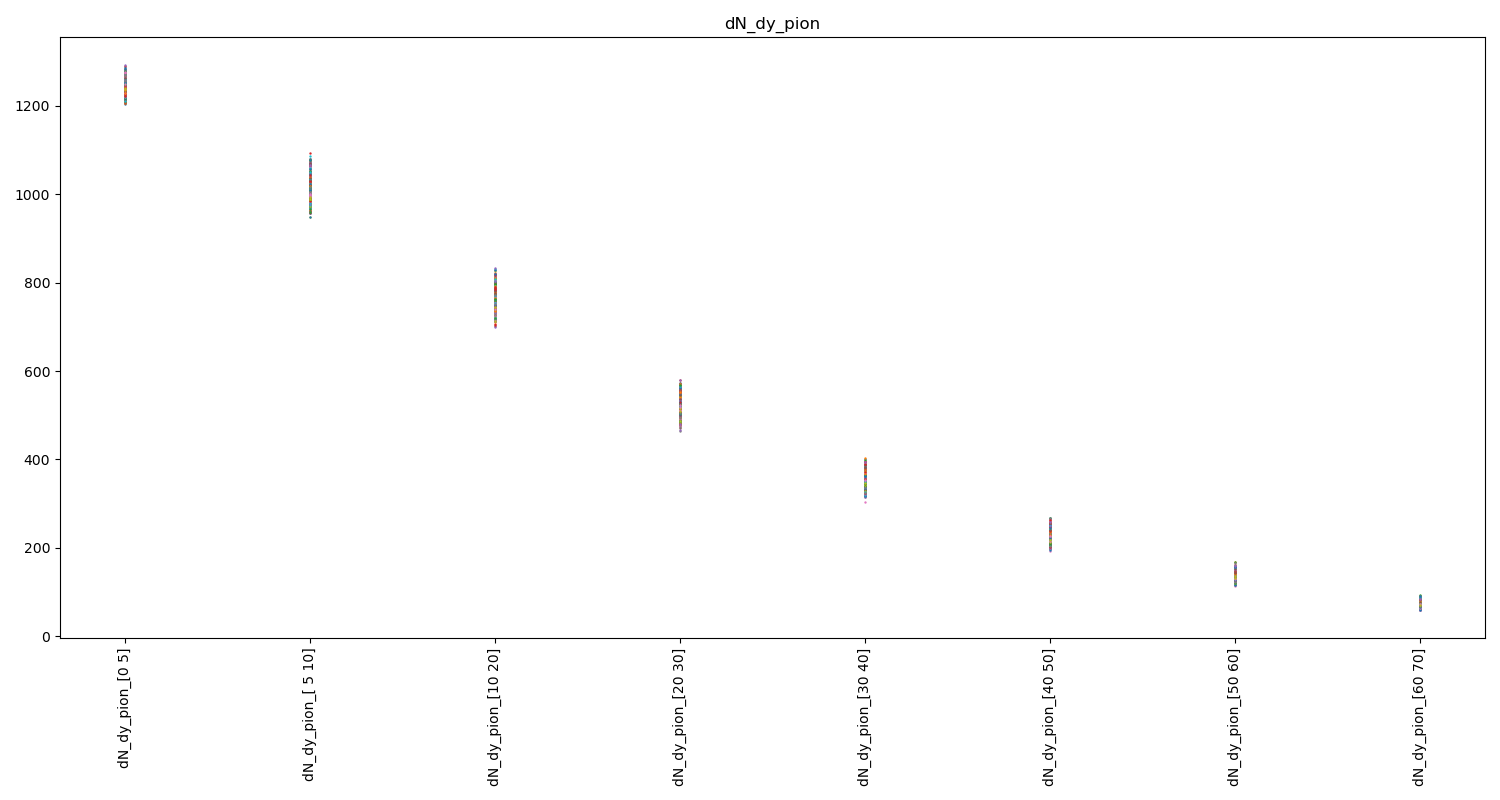 dN_dy_pion
1200
1000
800
600
400
200
0
dN_dy_pion_[0 5]
dN_dy_pion_[ 5 10]
dN_dy_pion_[10 20]
dN_dy_pion_[20 30]
dN_dy_pion_[30 40]
dN_dy_pion_[40 50]
dN_dy_pion_[50 60]
dN_dy_pion_[60 70]